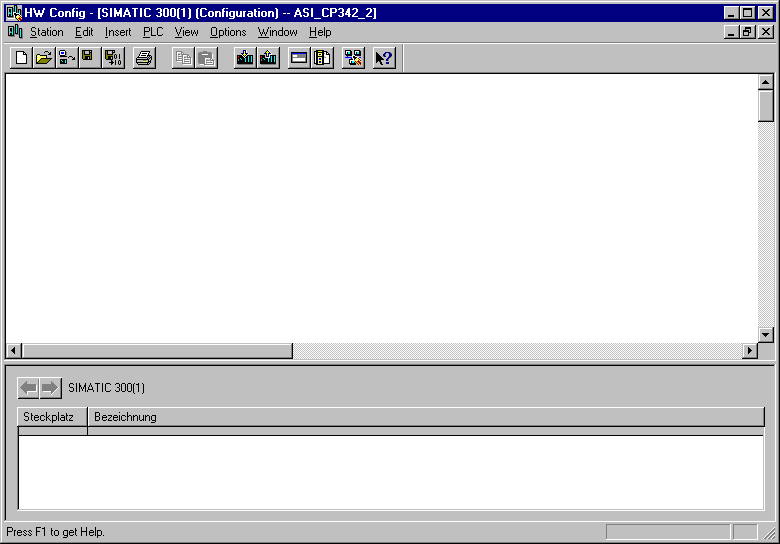 HW Config - [SIMATIC 300(1) (Configuration) -- ASI_CP342_2]
Station Edit Insert PLC View Options Window Help
SIMATIC 300(1)
Steckplatz Bezeichnung
Press F1 to get Help.